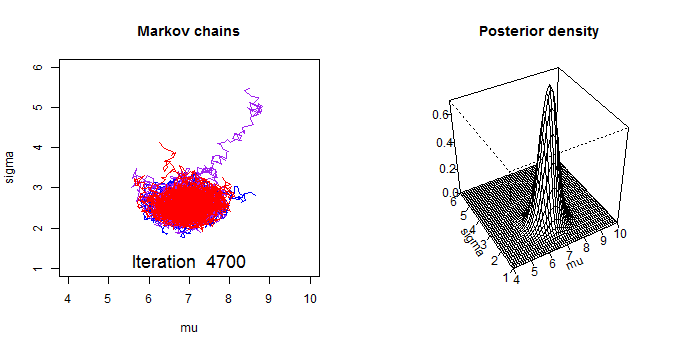 Markov chains
6
5
4
3
2
1
sigma
Iteration 4700
4 5 6 7 8 9 10
mu
Posterior density
0.6
0.4
0.2
0.0
6
5
4
3
2
1
sigma
4 5 6 7 8 9 10
mu